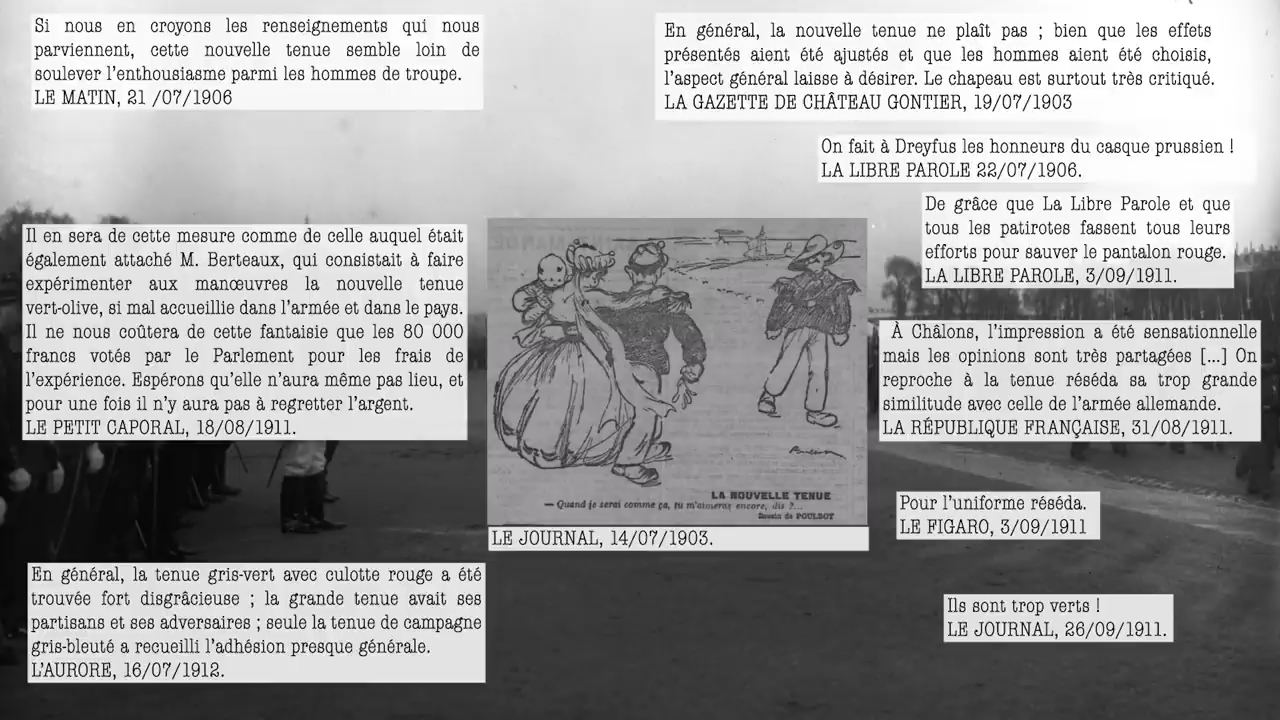 Si nous en croyons les renseignements qui nous
parviennent, cette nouvelle tenue semble loin de
soulever l'enthousiasme parmi les hommes de troupe.
LE MATIN, 21 /07/1906
En général, la nouvelle tenue ne plaît pas ; bien que les effets
présentés aient été ajustés et que les hommes aient été choisis,
l'aspect général laisse à désirer. Le chapeau est surtout très critiqué.
LA GAZETTE DE CHÂTEAU GONTIER, 19/07/1903
On fait à Dreyfus les honneurs du casque prussien !
LA LIBRE PAROLE 22/07/1906.
De grâce que La Libre Parole et que
tous les patirotes fassent tous leurs
efforts pour sauver le pantalon rouge.
LA LIBRE PAROLE, 3/09/1911.
Il en sera de cette mesure comme de celle auquel était
également attaché M. Berteaux, qui consistait à faire
expérimenter aux manœuvres la nouvelle tenue
vert-olive, si mal accueillie dans l'armée et dans le pays.
Il ne nous coûtera de cette fantaisie que les 80 000
francs votés par le Parlement pour les frais de
l'expérience. Espérons qu'elle n'aura même pas lieu, et
pour une fois il n'y aura pas à regretter l'argent.
LE PETIT CAPORAL, 18/08/1911.
À Châlons, l'impression a été sensationnelle
mais les opinions sont très partagées [...] On
reproche à la tenue réséda sa trop grande
similitude avec celle de l'armée allemande.
LA RÉPUBLIQUE FRANÇAISE, 31/08/1911.
LA NOUVELLE TENUE
— Quand je serai comme ça, tu m'aimeras encore, dis ?...
Dessin de POULBOT
LE JOURNAL, 14/07/1903.
Pour l'uniforme réséda.
LE FIGARO, 3/09/1911
En général, la tenue gris-vert avec culotte rouge a été
trouvée fort disgrâcieuse ; la grande tenue avait ses
partisans et ses adversaires ; seule la tenue de campagne
gris-bleuté a recueilli l'adhésion presque générale.
L'AURORE, 16/07/1912.
Ils sont trop verts !
LE JOURNAL, 26/09/1911.